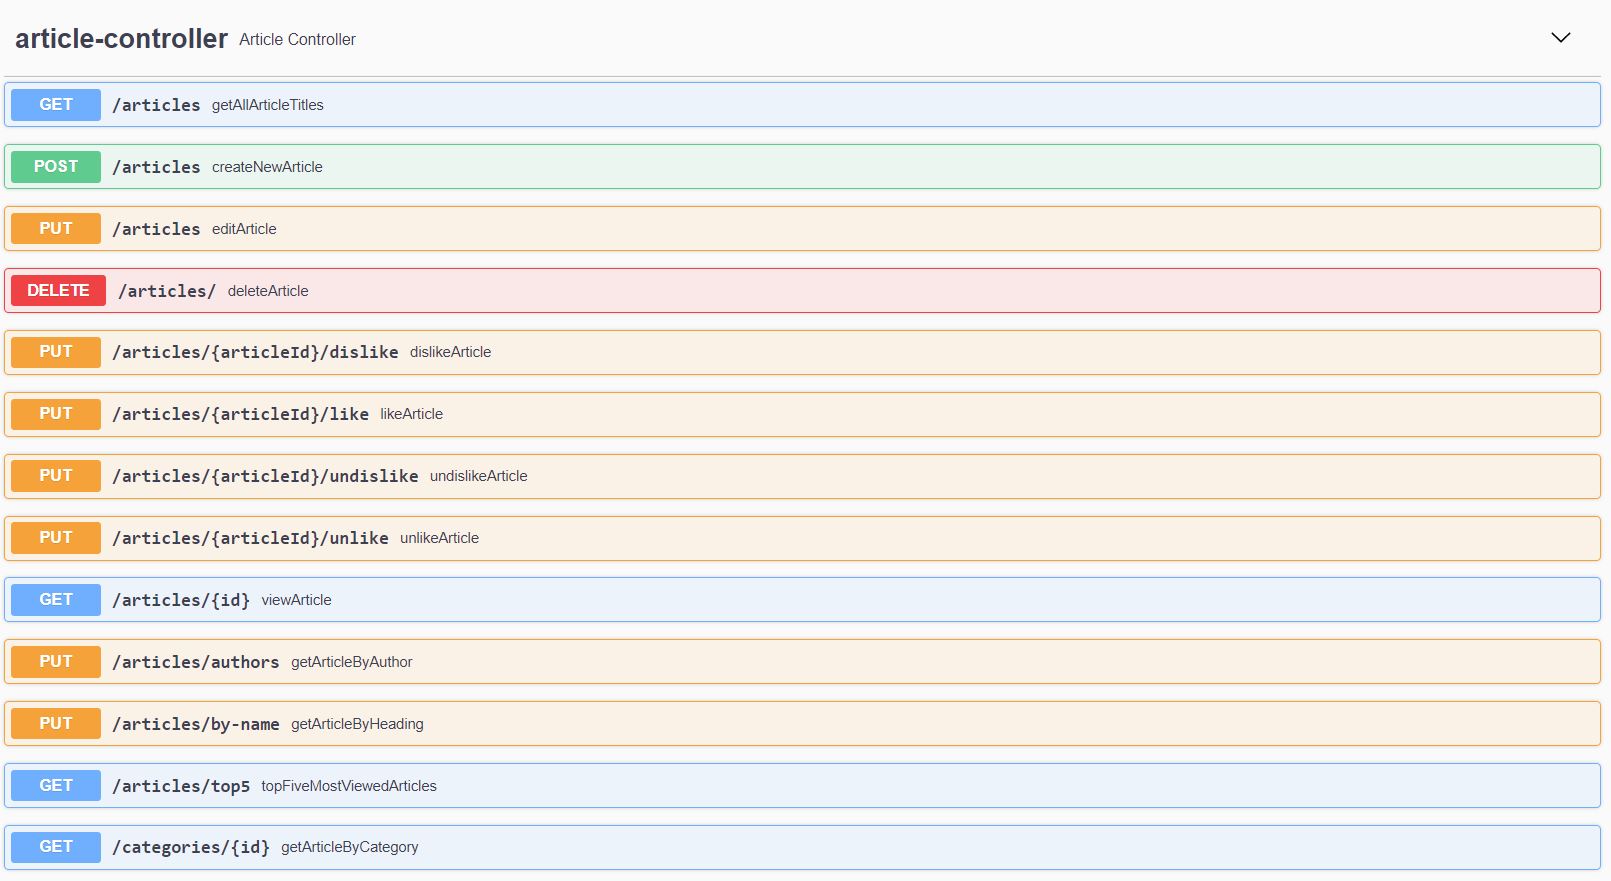 article-controller Article Controller
GET /articles getAllArticleTitles
POST /articles createNewArticle
PUT /articles editArticle
DELETE /articles/ deleteArticle
PUT /articles/{articleId}/dislike dislikeArticle
PUT /articles/{articleId}/like likeArticle
PUT /articles/{articleId}/undislike undislikeArticle
PUT /articles/{articleId}/unlike unlikeArticle
GET /articles/{id} viewArticle
PUT /articles/authors getArticleByAuthor
PUT /articles/by-name getArticleByHeading
GET /articles/top5 topFiveMostViewedArticles
GET /categories/{id} getArticleByCategory